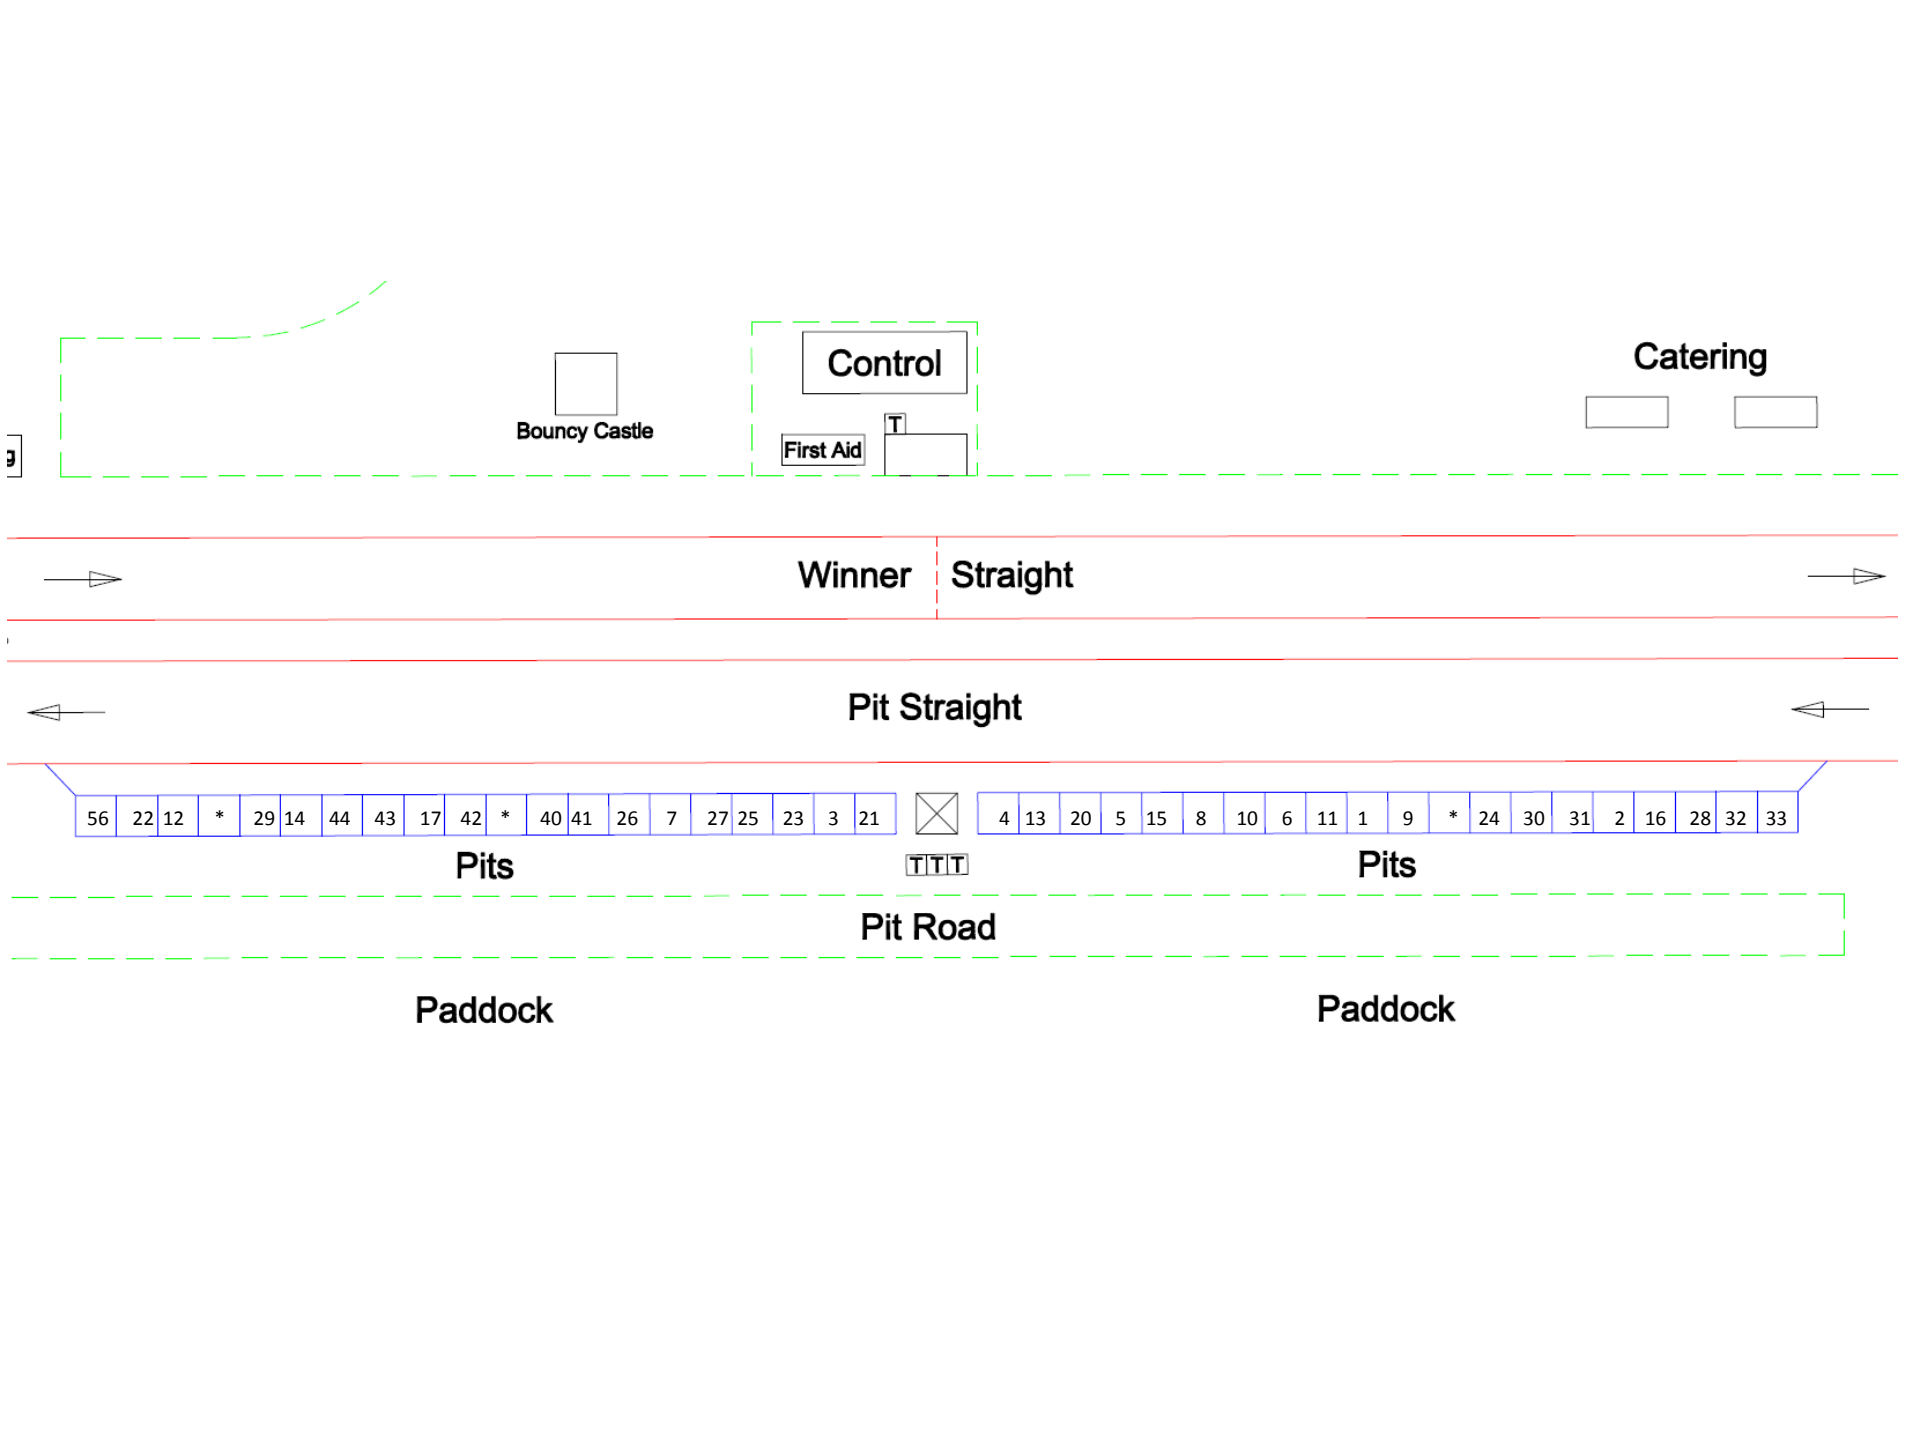 Control
Catering
T
Bouncy Castle
First Aid
g
Winner Straight
Pit Straight
56 22 12 * 29 14 44 43 17 42 * 40 41 26 7 27 25 23 3 21 4 13 20 5 15 8 10 6 11 1 9 * 24 30 31 2 16 28 32 33
Pits Pits
T T T
Pit Road
Paddock Paddock